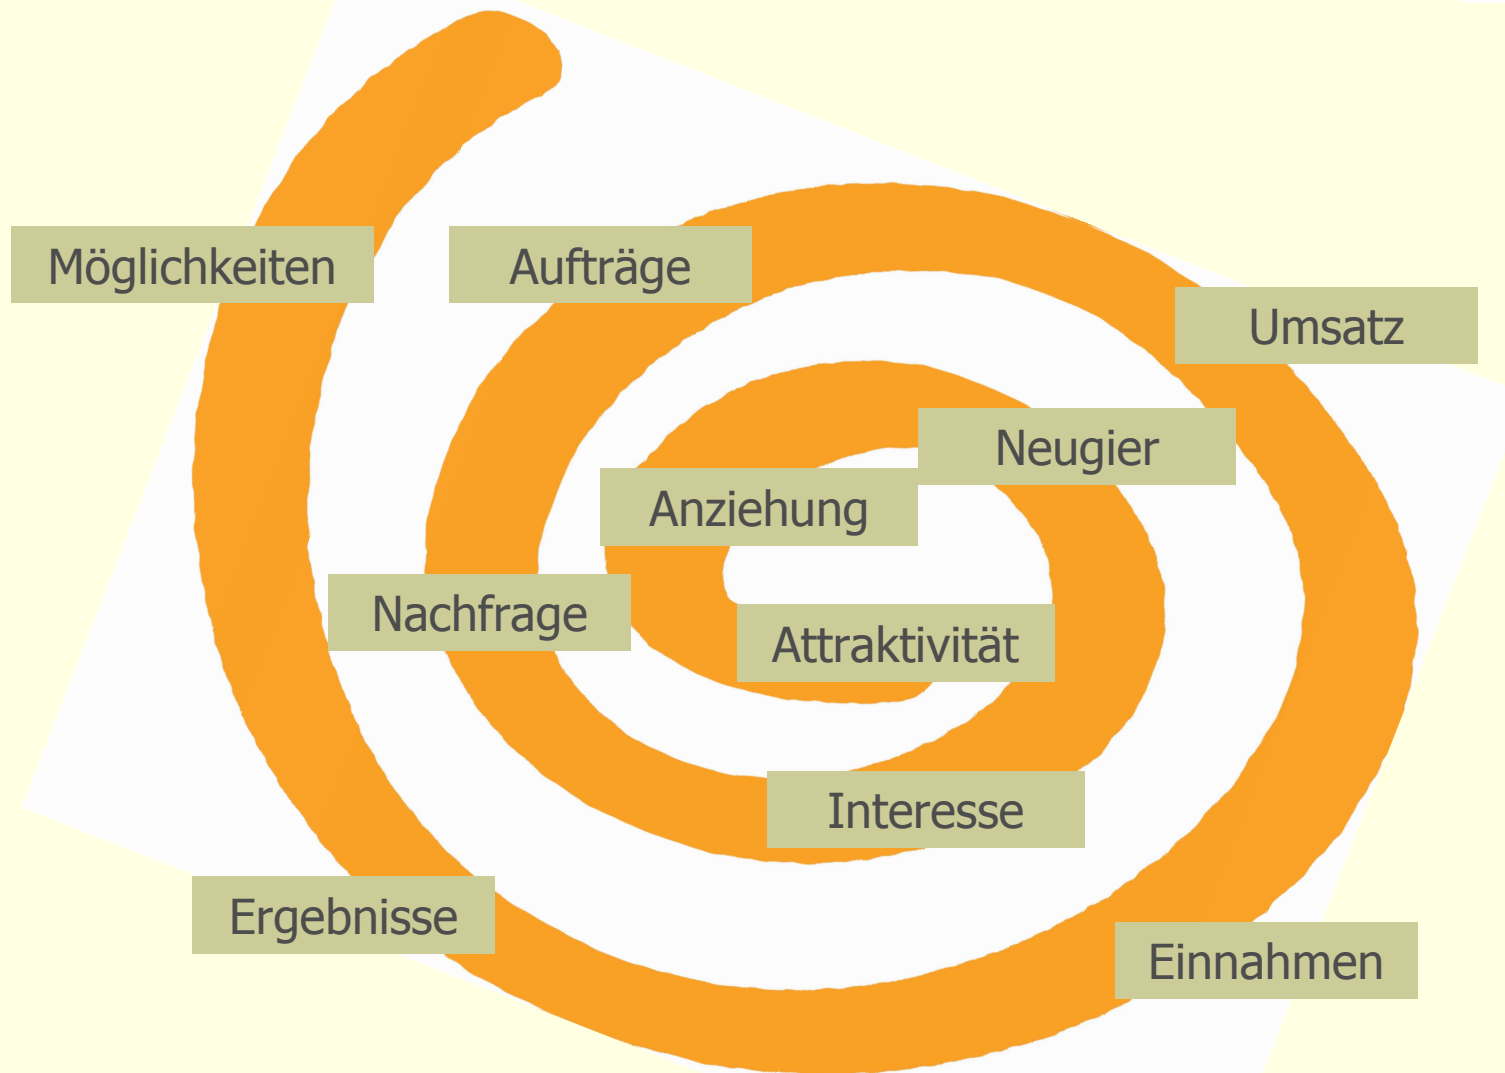 Möglichkeiten
Aufträge
Umsatz
Neugier
Anziehung
Nachfrage
Attraktivität
Interesse
Ergebnisse
Einnahmen